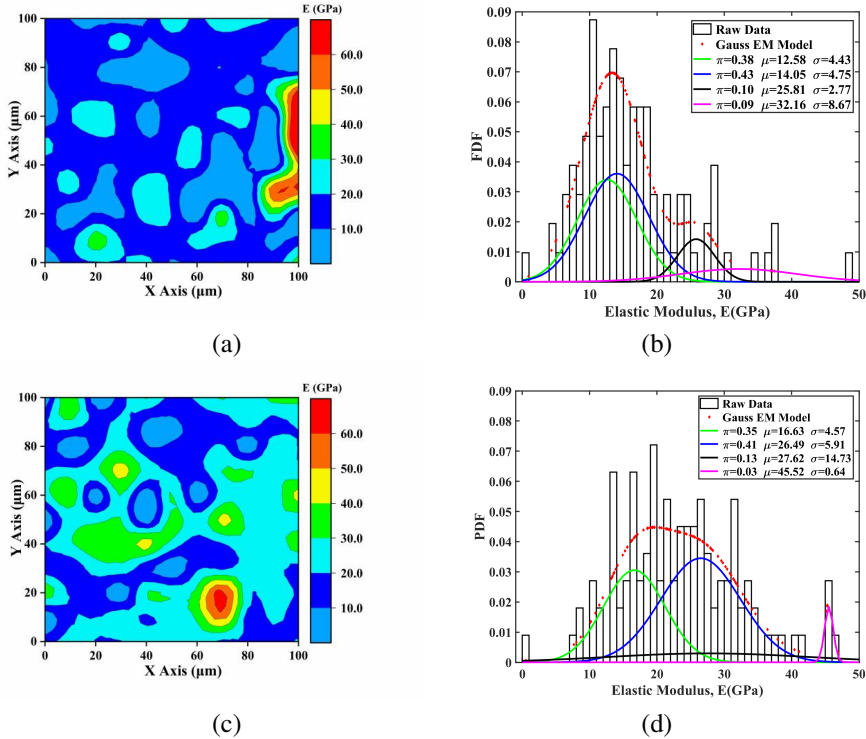 E (GPa)
100
80
60
40
20
0
Y Axis (μm)
0 20 40 60 80 100
X Axis (μm)
60.0
50.0
40.0
30.0
20.0
10.0
(a)
0.09
0.08
0.07
0.06
0.05
0.04
0.03
0.02
0.01
0
FDF
Raw Data
Gauss EM Model
π=0.38 μ=12.58 σ=4.43
π=0.43 μ=14.05 σ=4.75
π=0.10 μ=25.81 σ=2.77
π=0.09 μ=32.16 σ=8.67
0 10 20 30 40 50
Elastic Modulus, E(GPa)
(b)
E (GPa)
100
80
60
40
20
0
Y Axis (μm)
0 20 40 60 80 100
X Axis (μm)
60.0
50.0
40.0
30.0
20.0
10.0
(c)
0.09
0.08
0.07
0.06
0.05
0.04
0.03
0.02
0.01
0
PDF
Raw Data
Gauss EM Model
π=0.35 μ=16.63 σ=4.57
π=0.41 μ=26.49 σ=5.91
π=0.13 μ=27.62 σ=14.73
π=0.03 μ=45.52 σ=0.64
0 10 20 30 40 50
Elastic Modulus, E(GPa)
(d)